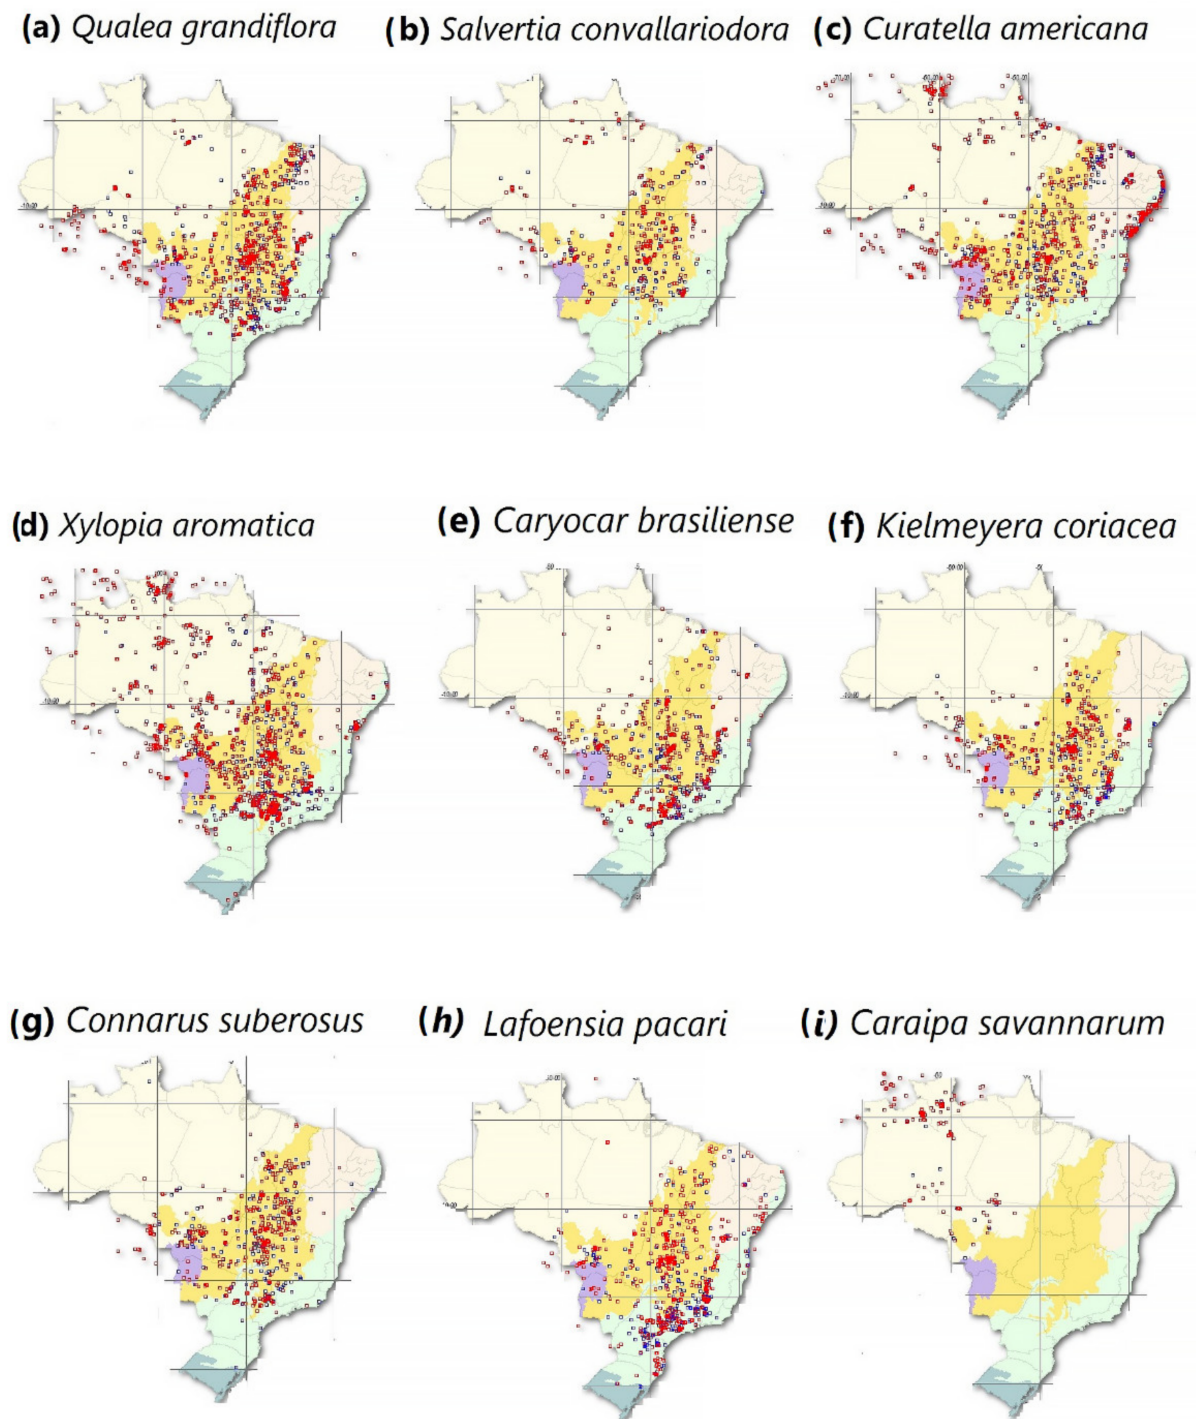 (a) Qualea grandiflora
(b) Salvertia convallariodora
(c) Curatella americana
(d) Xylopia aromatica
(e) Caryocar brasiliense
(f) Kielmeyera coriacea
(g) Connarus suberosus
(h) Lafoensia pacari
(i) Caraipa savannarum